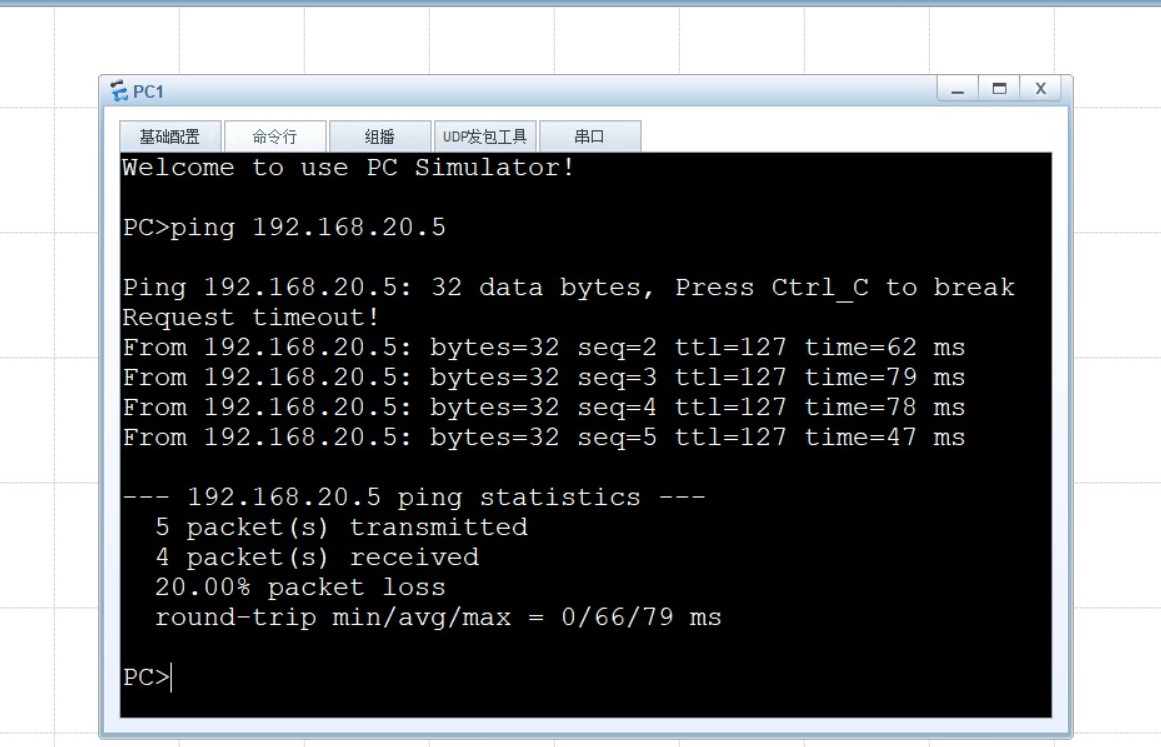 PC1
基础配置 命令行 组播 UDP发包工具 串口
Welcome to use PC Simulator!
PC>ping 192.168.20.5
Ping 192.168.20.5: 32 data bytes, Press Ctrl_C to break
Request timeout!
From 192.168.20.5: bytes=32 seq=2 ttl=127 time=62 ms
From 192.168.20.5: bytes=32 seq=3 ttl=127 time=79 ms
From 192.168.20.5: bytes=32 seq=4 ttl=127 time=78 ms
From 192.168.20.5: bytes=32 seq=5 ttl=127 time=47 ms
--- 192.168.20.5 ping statistics ---
5 packet(s) transmitted
4 packet(s) received
20.00% packet loss
round-trip min/avg/max = 0/66/79 ms
PC>